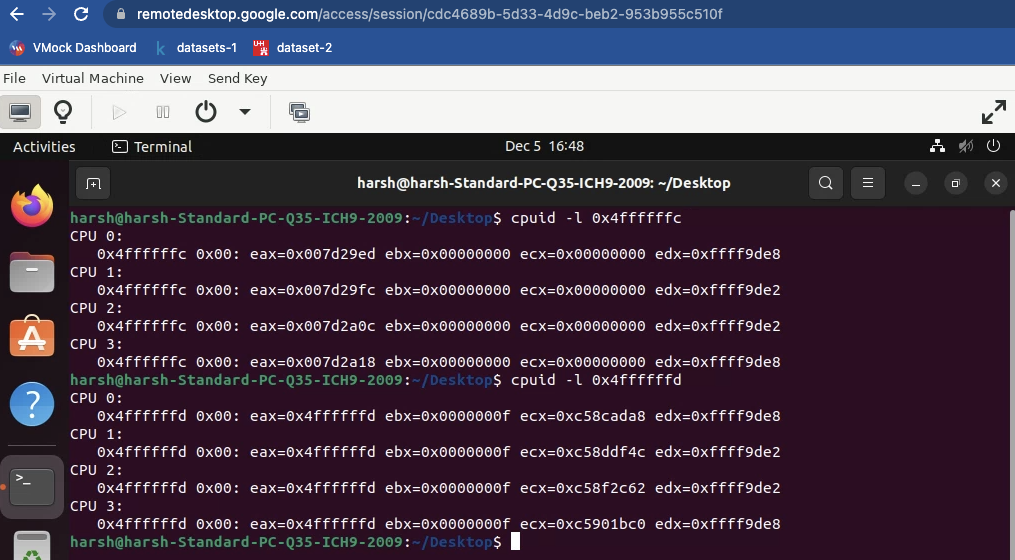 remotedesktop.google.com/access/session/cdc4689b-5d33-4d9c-beb2-953b955c510f
VMock Dashboard k datasets-1 UH dataset-2
File Virtual Machine View Send Key
Activities Terminal Dec 5 16:48
harsh@harsh-Standard-PC-Q35-ICH9-2009: ~/Desktop
harsh@harsh-Standard-PC-Q35-ICH9-2009:~/Desktop$ cpuid -l 0x4ffffffc
CPU 0:
0x4ffffffc 0x00: eax=0x007d29ed ebx=0x00000000 ecx=0x00000000 edx=0xffff9de8
CPU 1:
0x4ffffffc 0x00: eax=0x007d29fc ebx=0x00000000 ecx=0x00000000 edx=0xffff9de2
CPU 2:
0x4ffffffc 0x00: eax=0x007d2a0c ebx=0x00000000 ecx=0x00000000 edx=0xffff9de2
CPU 3:
0x4ffffffc 0x00: eax=0x007d2a18 ebx=0x00000000 ecx=0x00000000 edx=0xffff9de8
harsh@harsh-Standard-PC-Q35-ICH9-2009:~/Desktop$ cpuid -l 0x4ffffffd
CPU 0:
0x4ffffffd 0x00: eax=0x4ffffffd ebx=0x0000000f ecx=0xc58cada8 edx=0xffff9de8
CPU 1:
0x4ffffffd 0x00: eax=0x4ffffffd ebx=0x0000000f ecx=0xc58ddf4c edx=0xffff9de2
CPU 2:
0x4ffffffd 0x00: eax=0x4ffffffd ebx=0x0000000f ecx=0xc58f2c62 edx=0xffff9de2
CPU 3:
0x4ffffffd 0x00: eax=0x4ffffffd ebx=0x0000000f ecx=0xc5901bc0 edx=0xffff9de8
harsh@harsh-Standard-PC-Q35-ICH9-2009:~/Desktop$